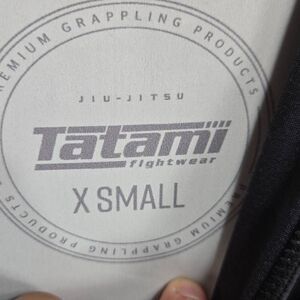 PREMIUM GRAPPLING PRODUCTS
JIU-JITSU
Tatami
fightwear
X SMALL
PREMIUM GRAPPLING PRODUCTS